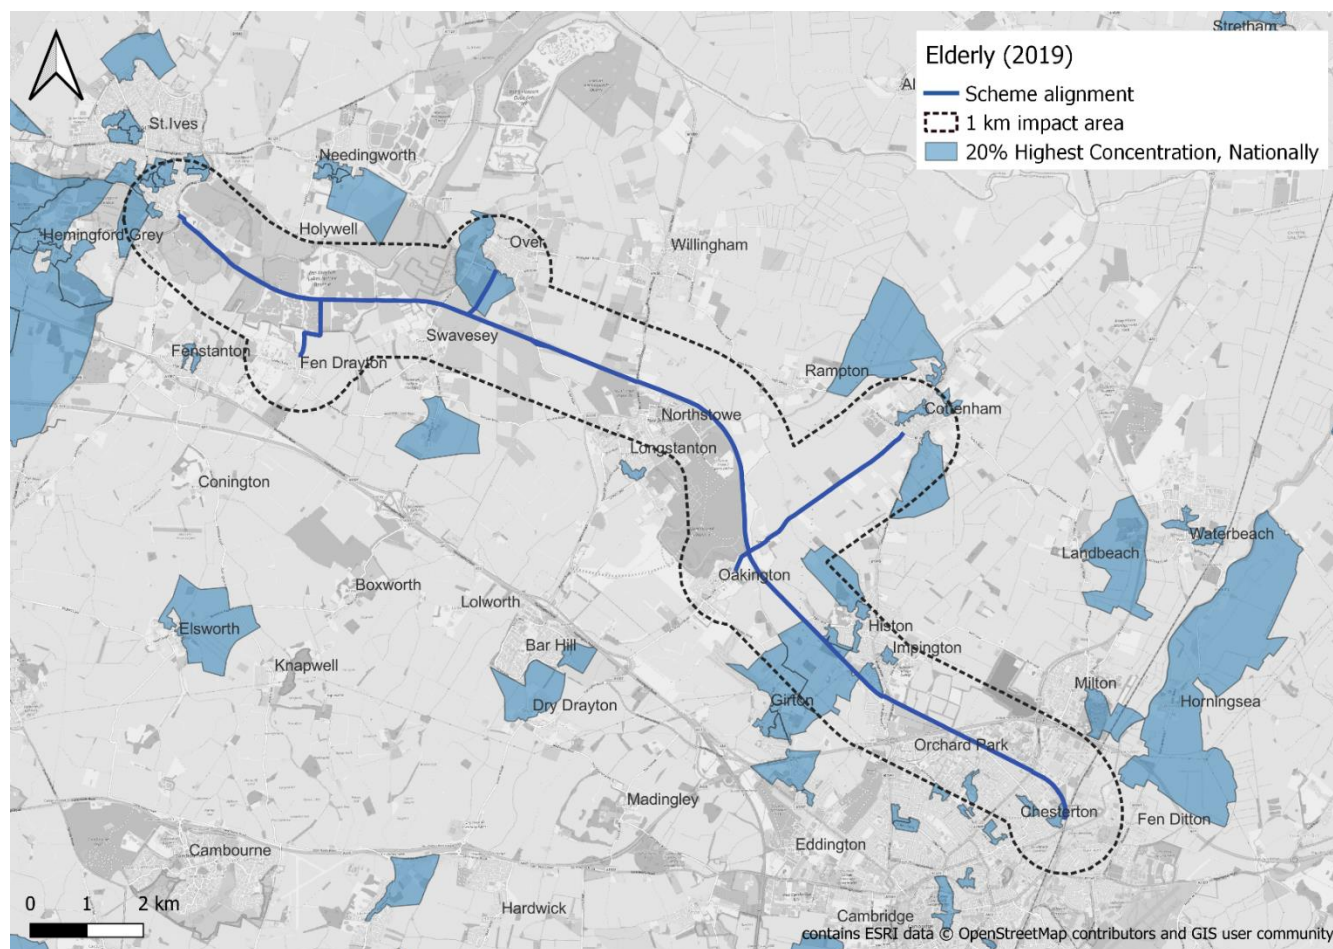 Stretham
Elderly (2019)
Scheme alignment
1 km impact area
20% Highest Concentration, Nationally
St.Ives
Needingworth
Hemingford Grey
Holywell
Over
Willingham
Swavesey
Fenstanton
Fen Drayton
Rampton
Cottenham
Northstowe
Longstanton
Conington
Landbeach
Waterbeach
Oakington
Boxworth
Lolworth
Elsworth
Histon
Impington
Bar Hill
Knapwell
Dry Drayton
Girton
Milton
Horningsea
Orchard Park
Madingley
Chesterton
Fen Ditton
Eddington
Cambourne
0 1 2 km
Hardwick
Cambridge
contains ESRI data © OpenStreetMap contributors and GIS user community